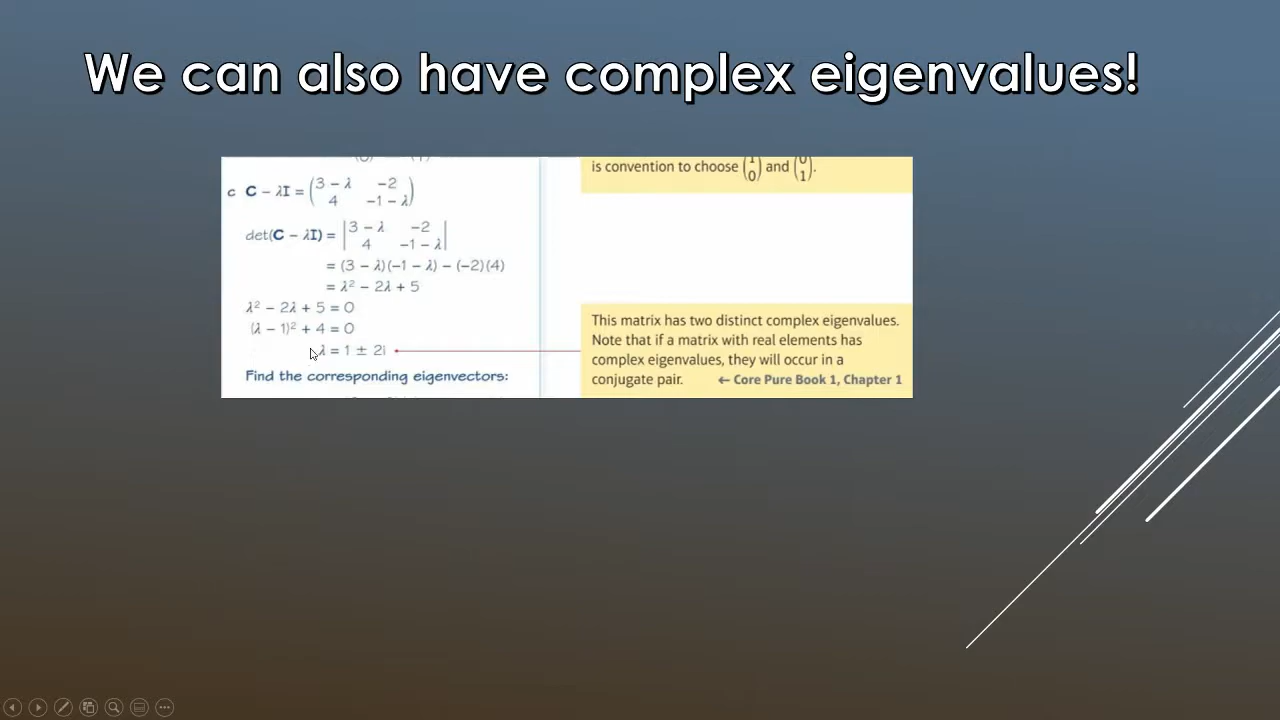 We can also have complex eigenvalues!
is convention to choose (1 0) and (0 1).
c C − λI = (3 − λ −2
4 −1 − λ)
det(C − λI) = |3 − λ −2
4 −1 − λ|
= (3 − λ)(−1 − λ) − (−2)(4)
= λ² − 2λ + 5
λ² − 2λ + 5 = 0
(λ − 1)² + 4 = 0
λ = 1 ± 2i
Find the corresponding eigenvectors:
This matrix has two distinct complex eigenvalues.
Note that if a matrix with real elements has
complex eigenvalues, they will occur in a
conjugate pair. ← Core Pure Book 1, Chapter 1